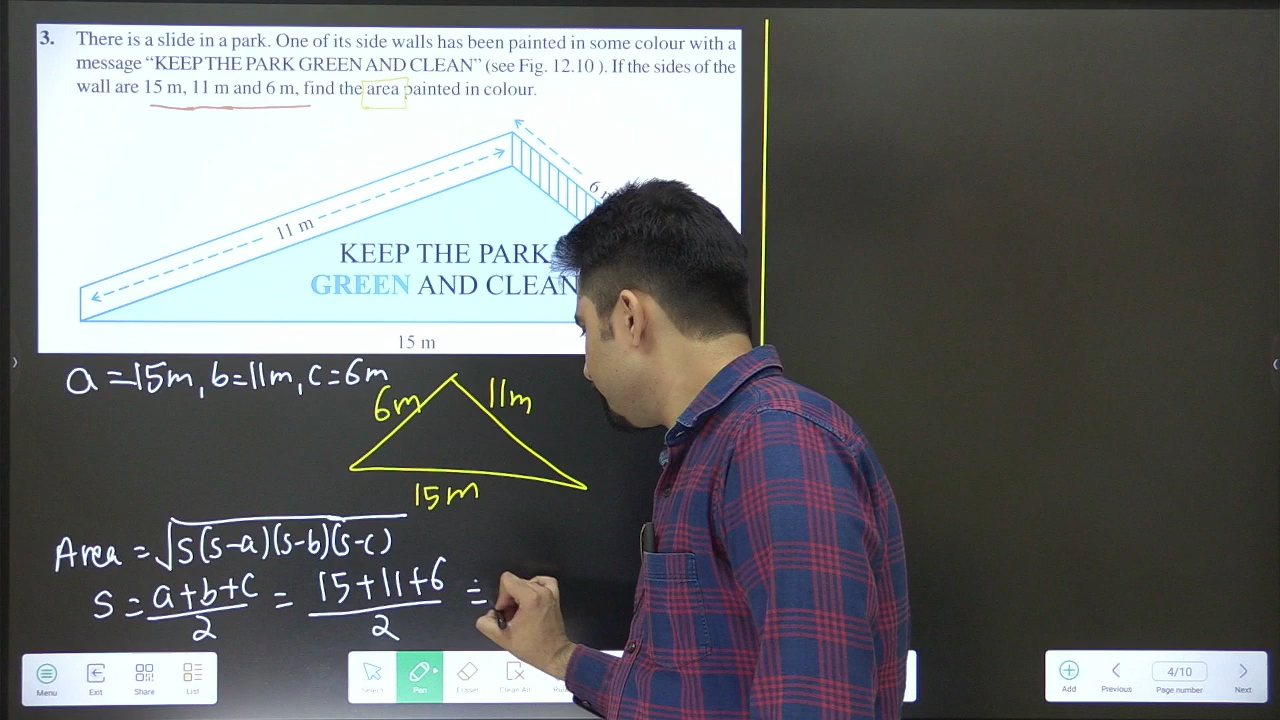 3. There is a slide in a park. One of its side walls has been painted in some colour with a
message “KEEP THE PARK GREEN AND CLEAN” (see Fig. 12.10 ). If the sides of the
wall are 15 m, 11 m and 6 m, find the area painted in colour.
6
11 m
KEEP THE PARK
GREEN AND CLEAN
15 m
a=15m, b=11m, c=6m
6m
11m
15m
Area = √s(s-a)(s-b)(s-c)
S = a+b+c/2 = 15+11+6/2 =
Menu
Exit
Share
List
Select
Pen
Eraser
Clean All
Add
Previous
4/10
Page number
Next